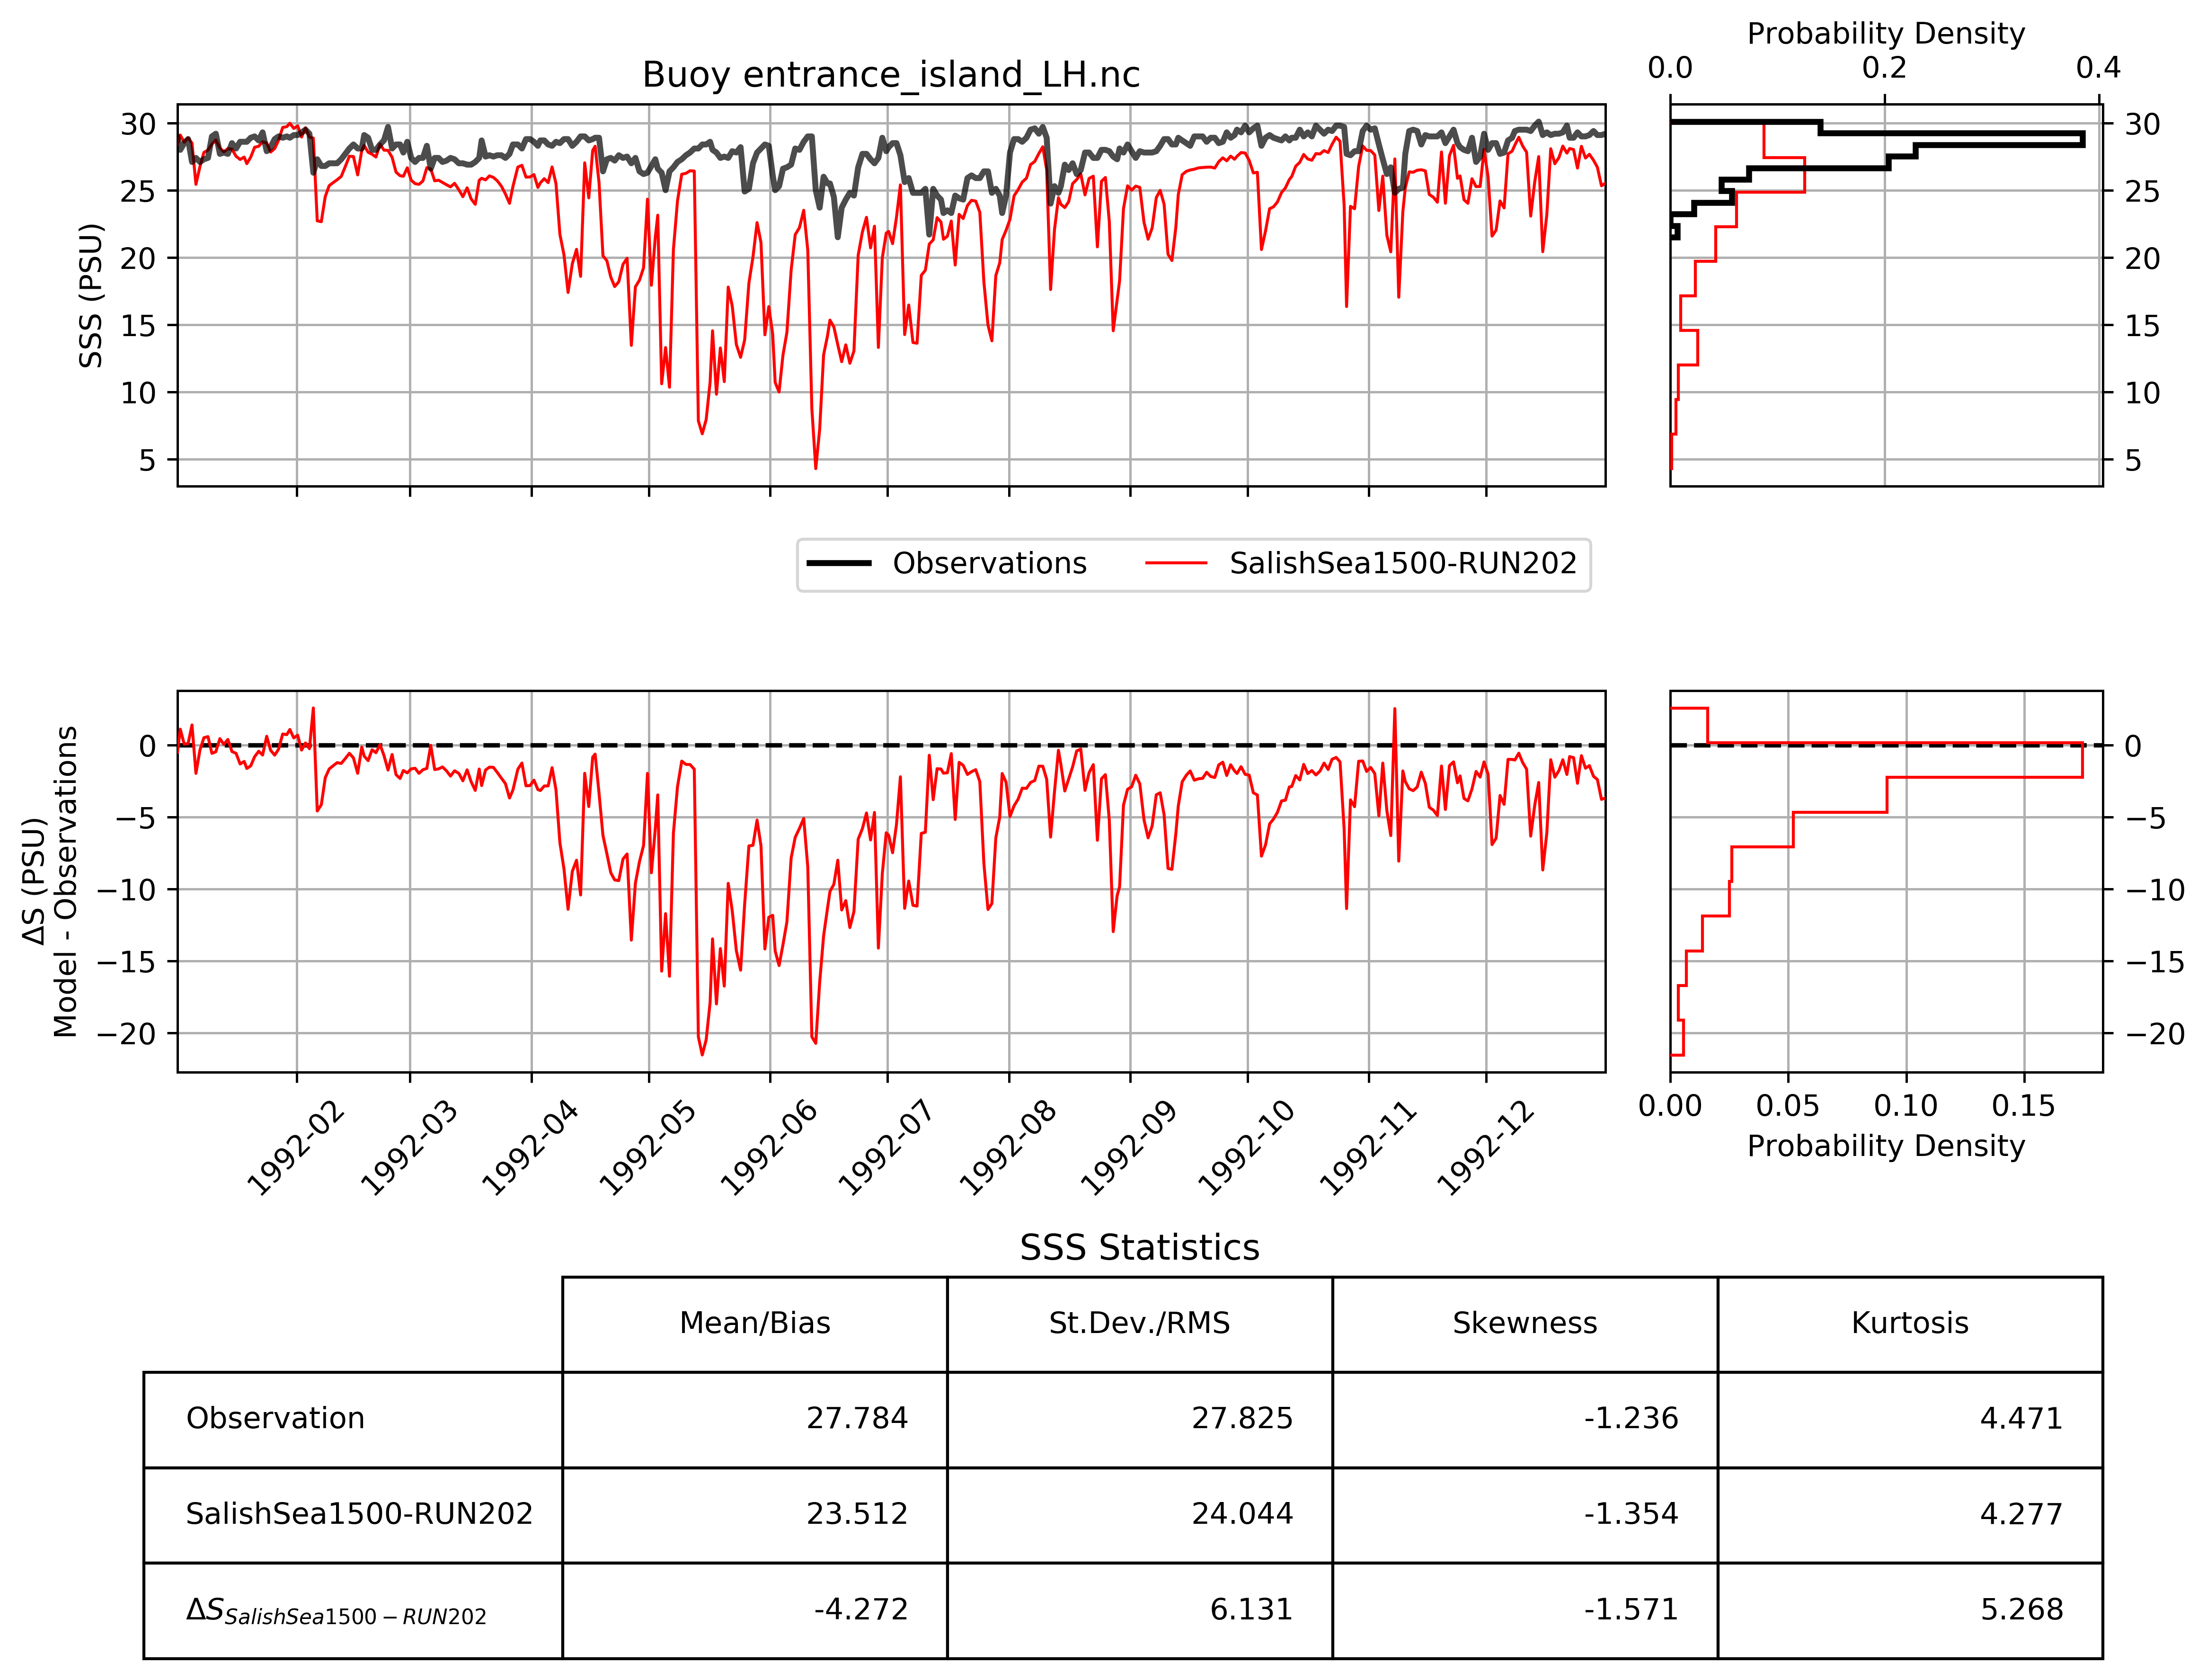 Probability Density
0.0 0.2 0.4
Buoy entrance_island_LH.nc
SSS (PSU)
30
25
20
15
10
5
30
25
20
15
10
5
Observations SalishSea1500-RUN202
ΔS (PSU)
Model - Observations
0
−5
−10
−15
−20
0
−5
−10
−15
−20
1992-02 1992-03 1992-04 1992-05 1992-06 1992-07 1992-08 1992-09 1992-10 1992-11 1992-12
0.00 0.05 0.10 0.15
Probability Density
SSS Statistics
Mean/Bias St.Dev./RMS Skewness Kurtosis
Observation 27.784 27.825 -1.236 4.471
SalishSea1500-RUN202 23.512 24.044 -1.354 4.277
ΔS SalishSea1500−RUN202 -4.272 6.131 -1.571 5.268